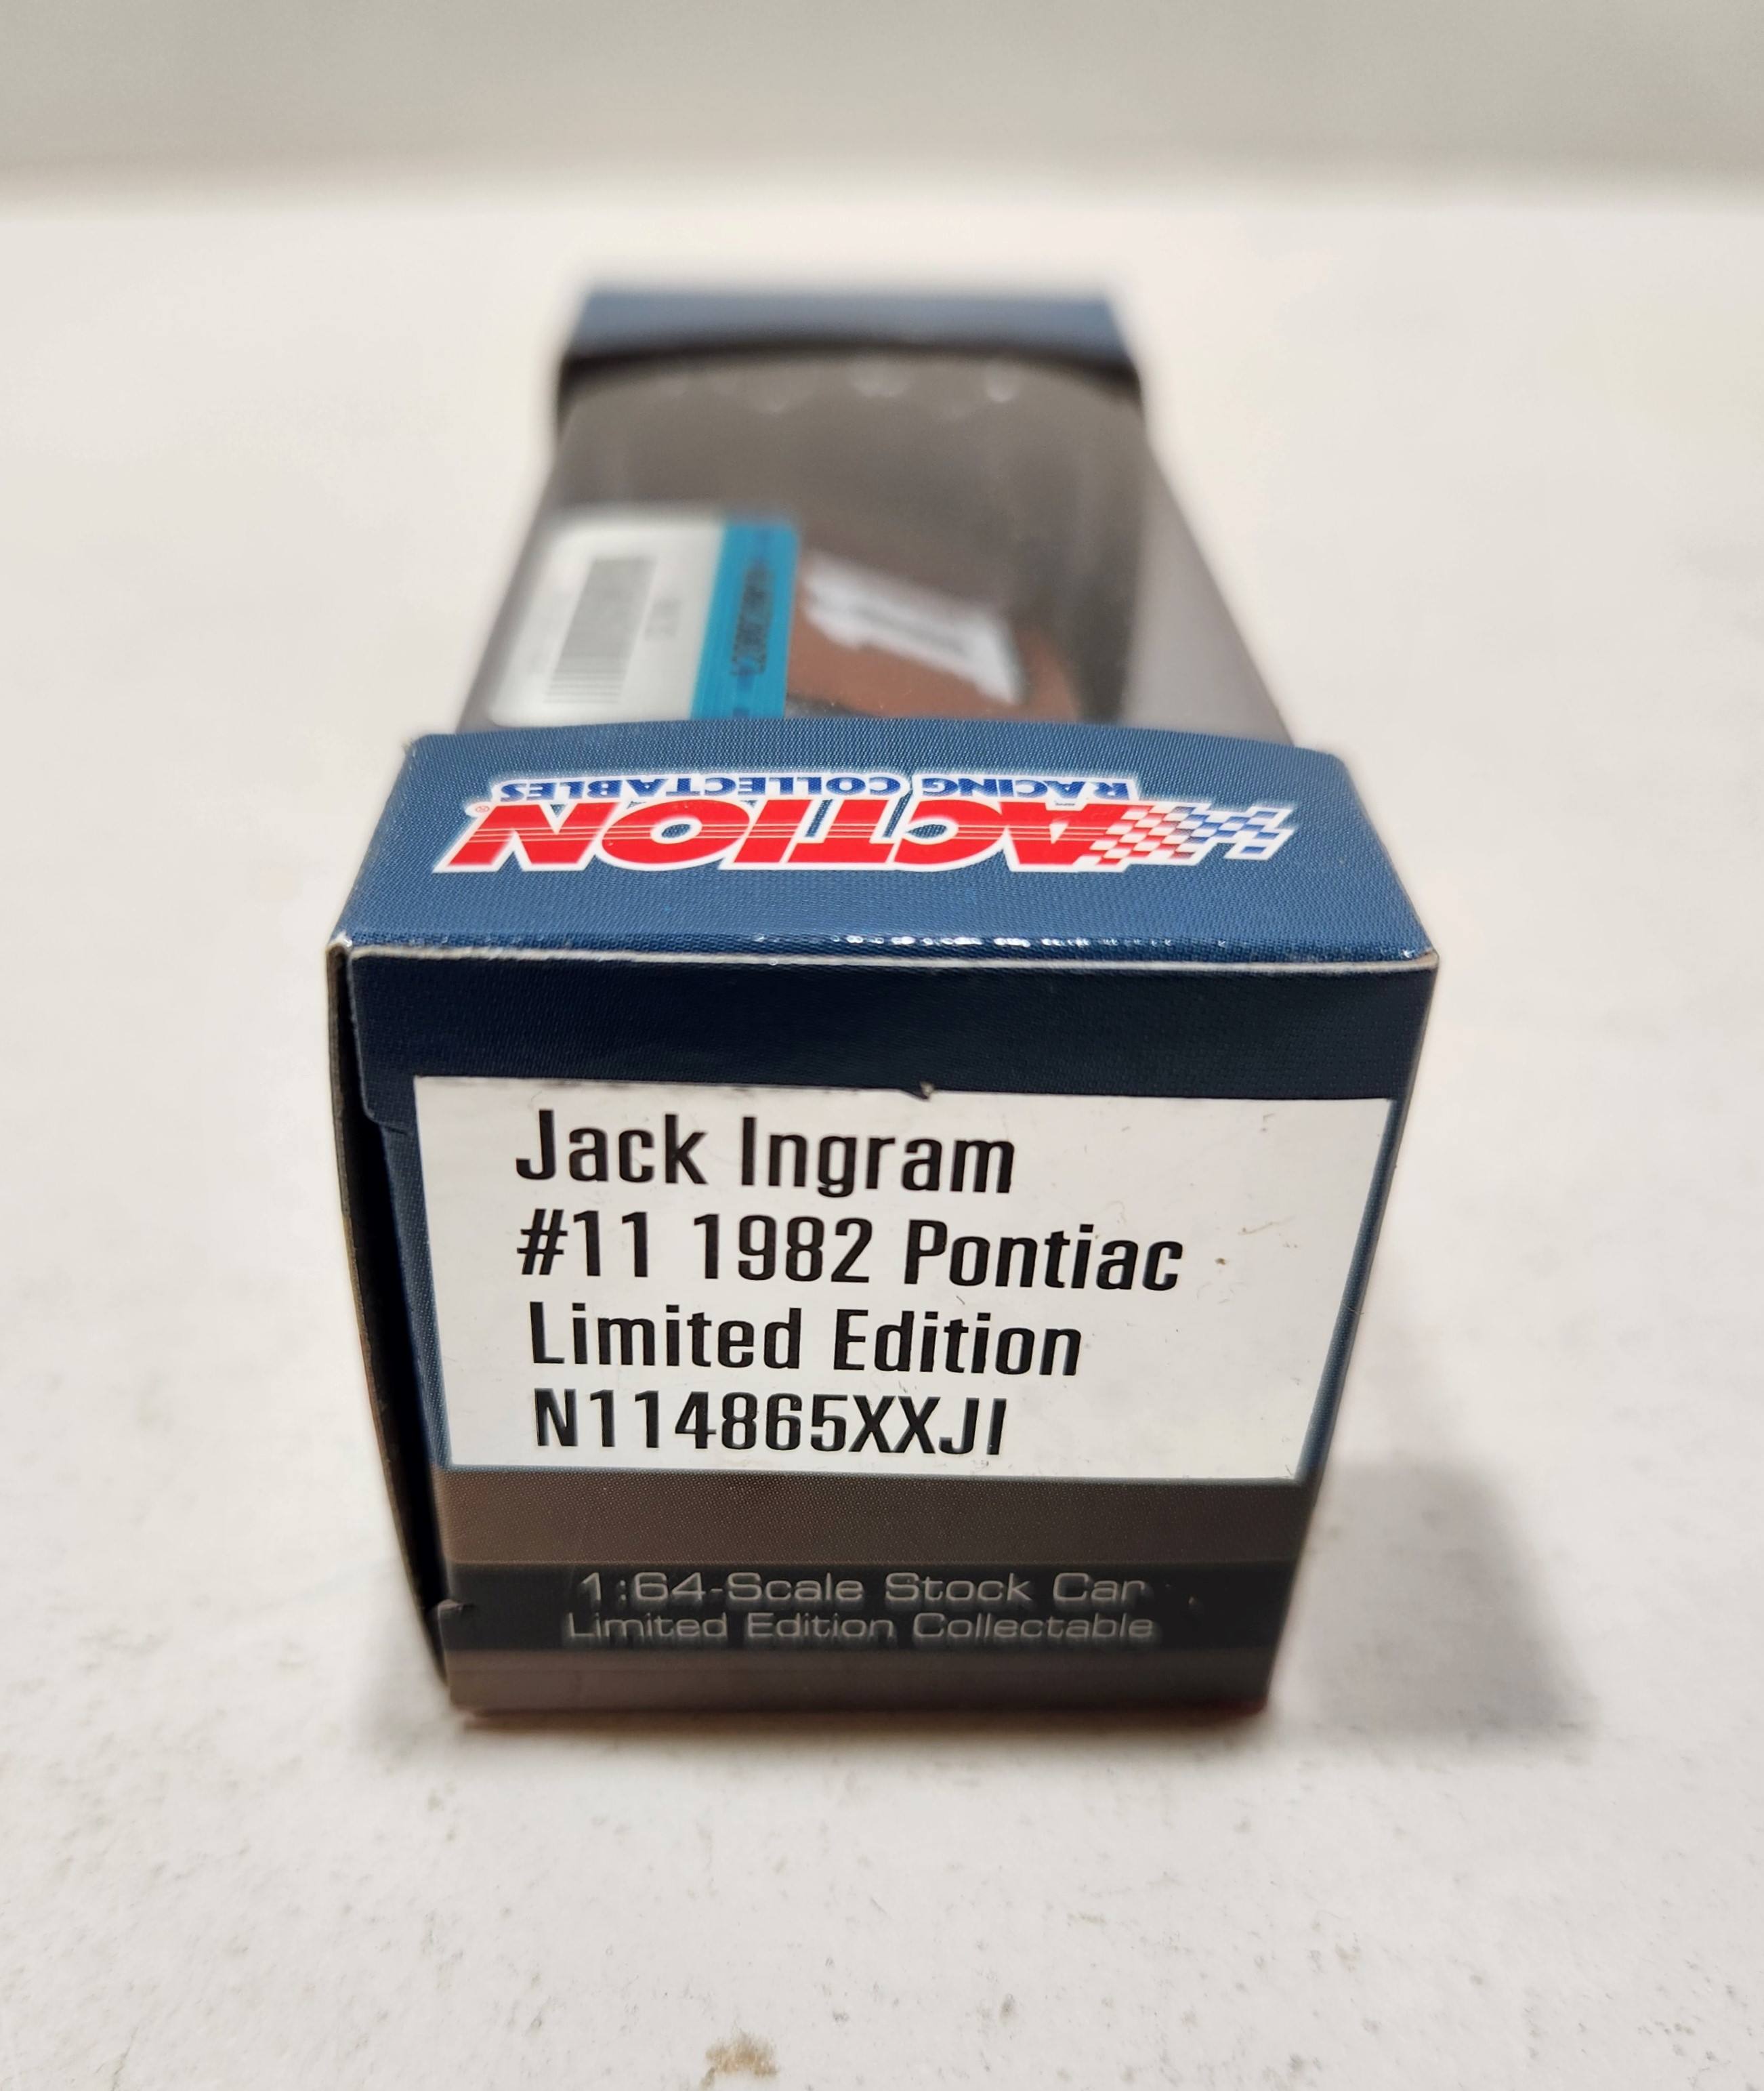 RACING COLLECTABLES
ACTION®
Jack Ingram
#11 1982 Pontiac
Limited Edition
N114865XXJI
1:64-Scale Stock Car
Limited Edition Collectable